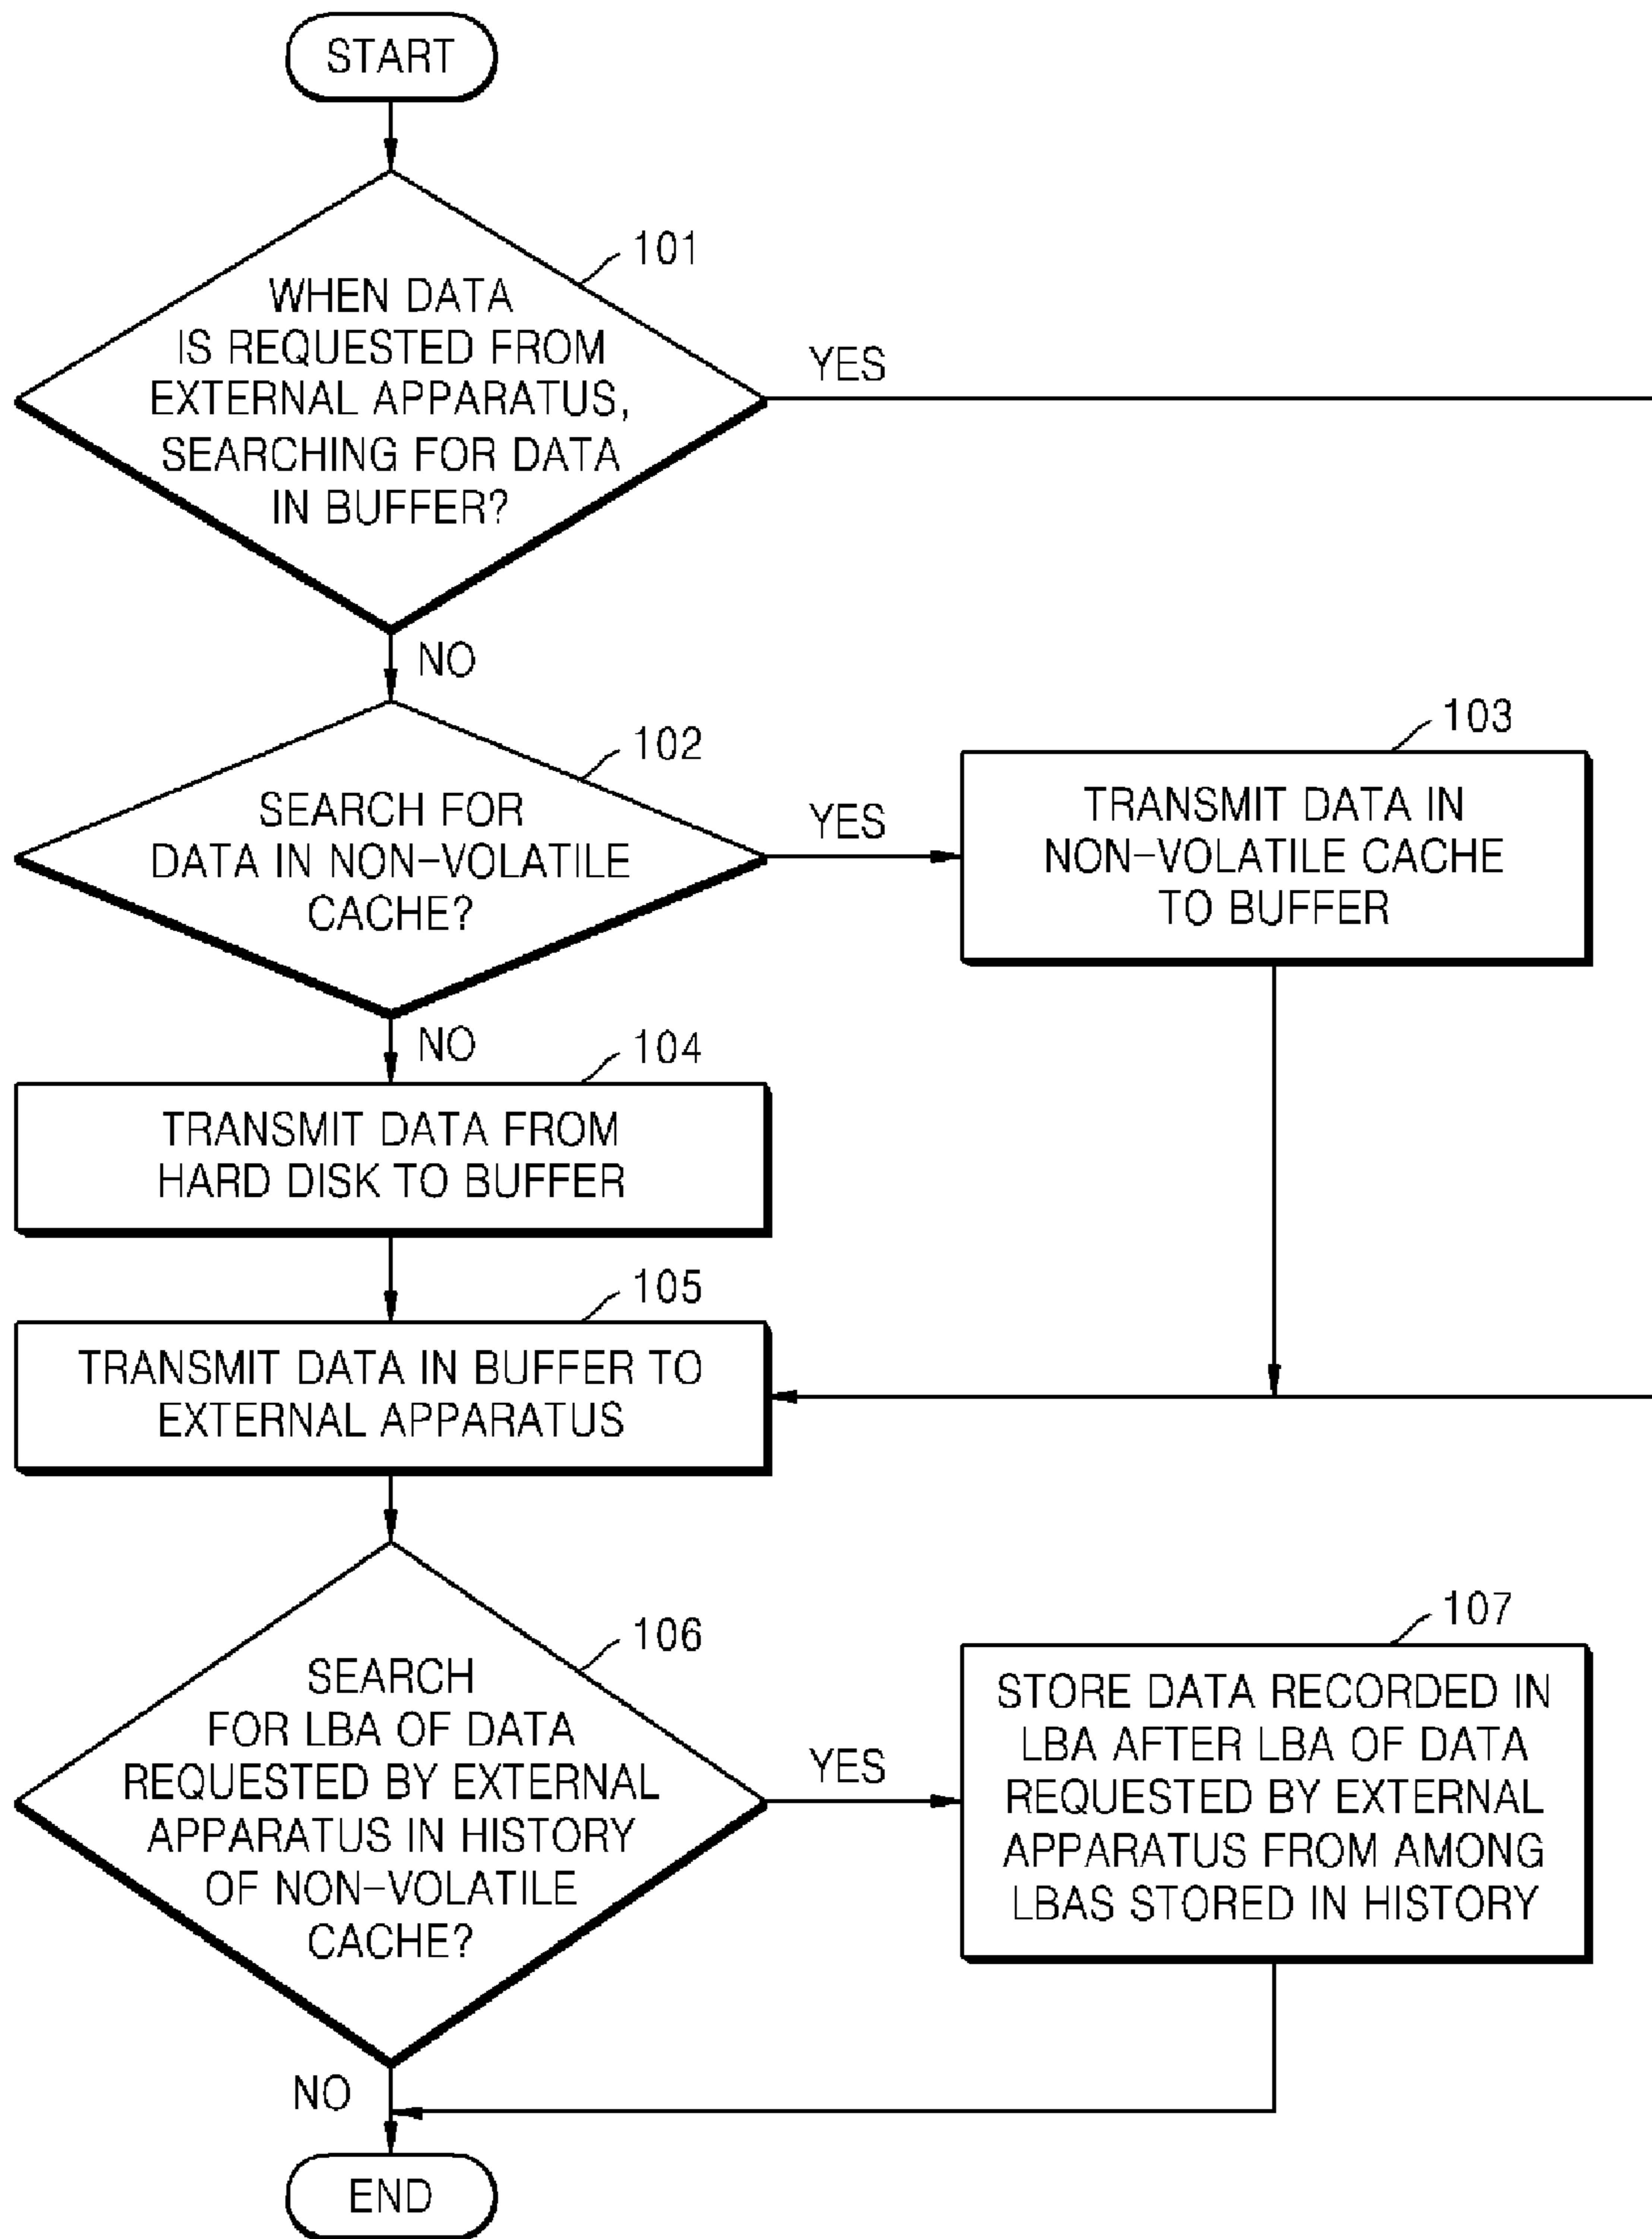 START
101
WHEN DATA
IS REQUESTED FROM
EXTERNAL APPARATUS,
SEARCHING FOR DATA
IN BUFFER?
YES
NO
102
SEARCH FOR
DATA IN NON-VOLATILE
CACHE?
YES
103
TRANSMIT DATA IN
NON-VOLATILE CACHE
TO BUFFER
NO
104
TRANSMIT DATA FROM
HARD DISK TO BUFFER
105
TRANSMIT DATA IN BUFFER TO
EXTERNAL APPARATUS
106
SEARCH
FOR LBA OF DATA
REQUESTED BY EXTERNAL
APPARATUS IN HISTORY
OF NON-VOLATILE
CACHE?
YES
107
STORE DATA RECORDED IN
LBA AFTER LBA OF DATA
REQUESTED BY EXTERNAL
APPARATUS FROM AMONG
LBAS STORED IN HISTORY
NO
END